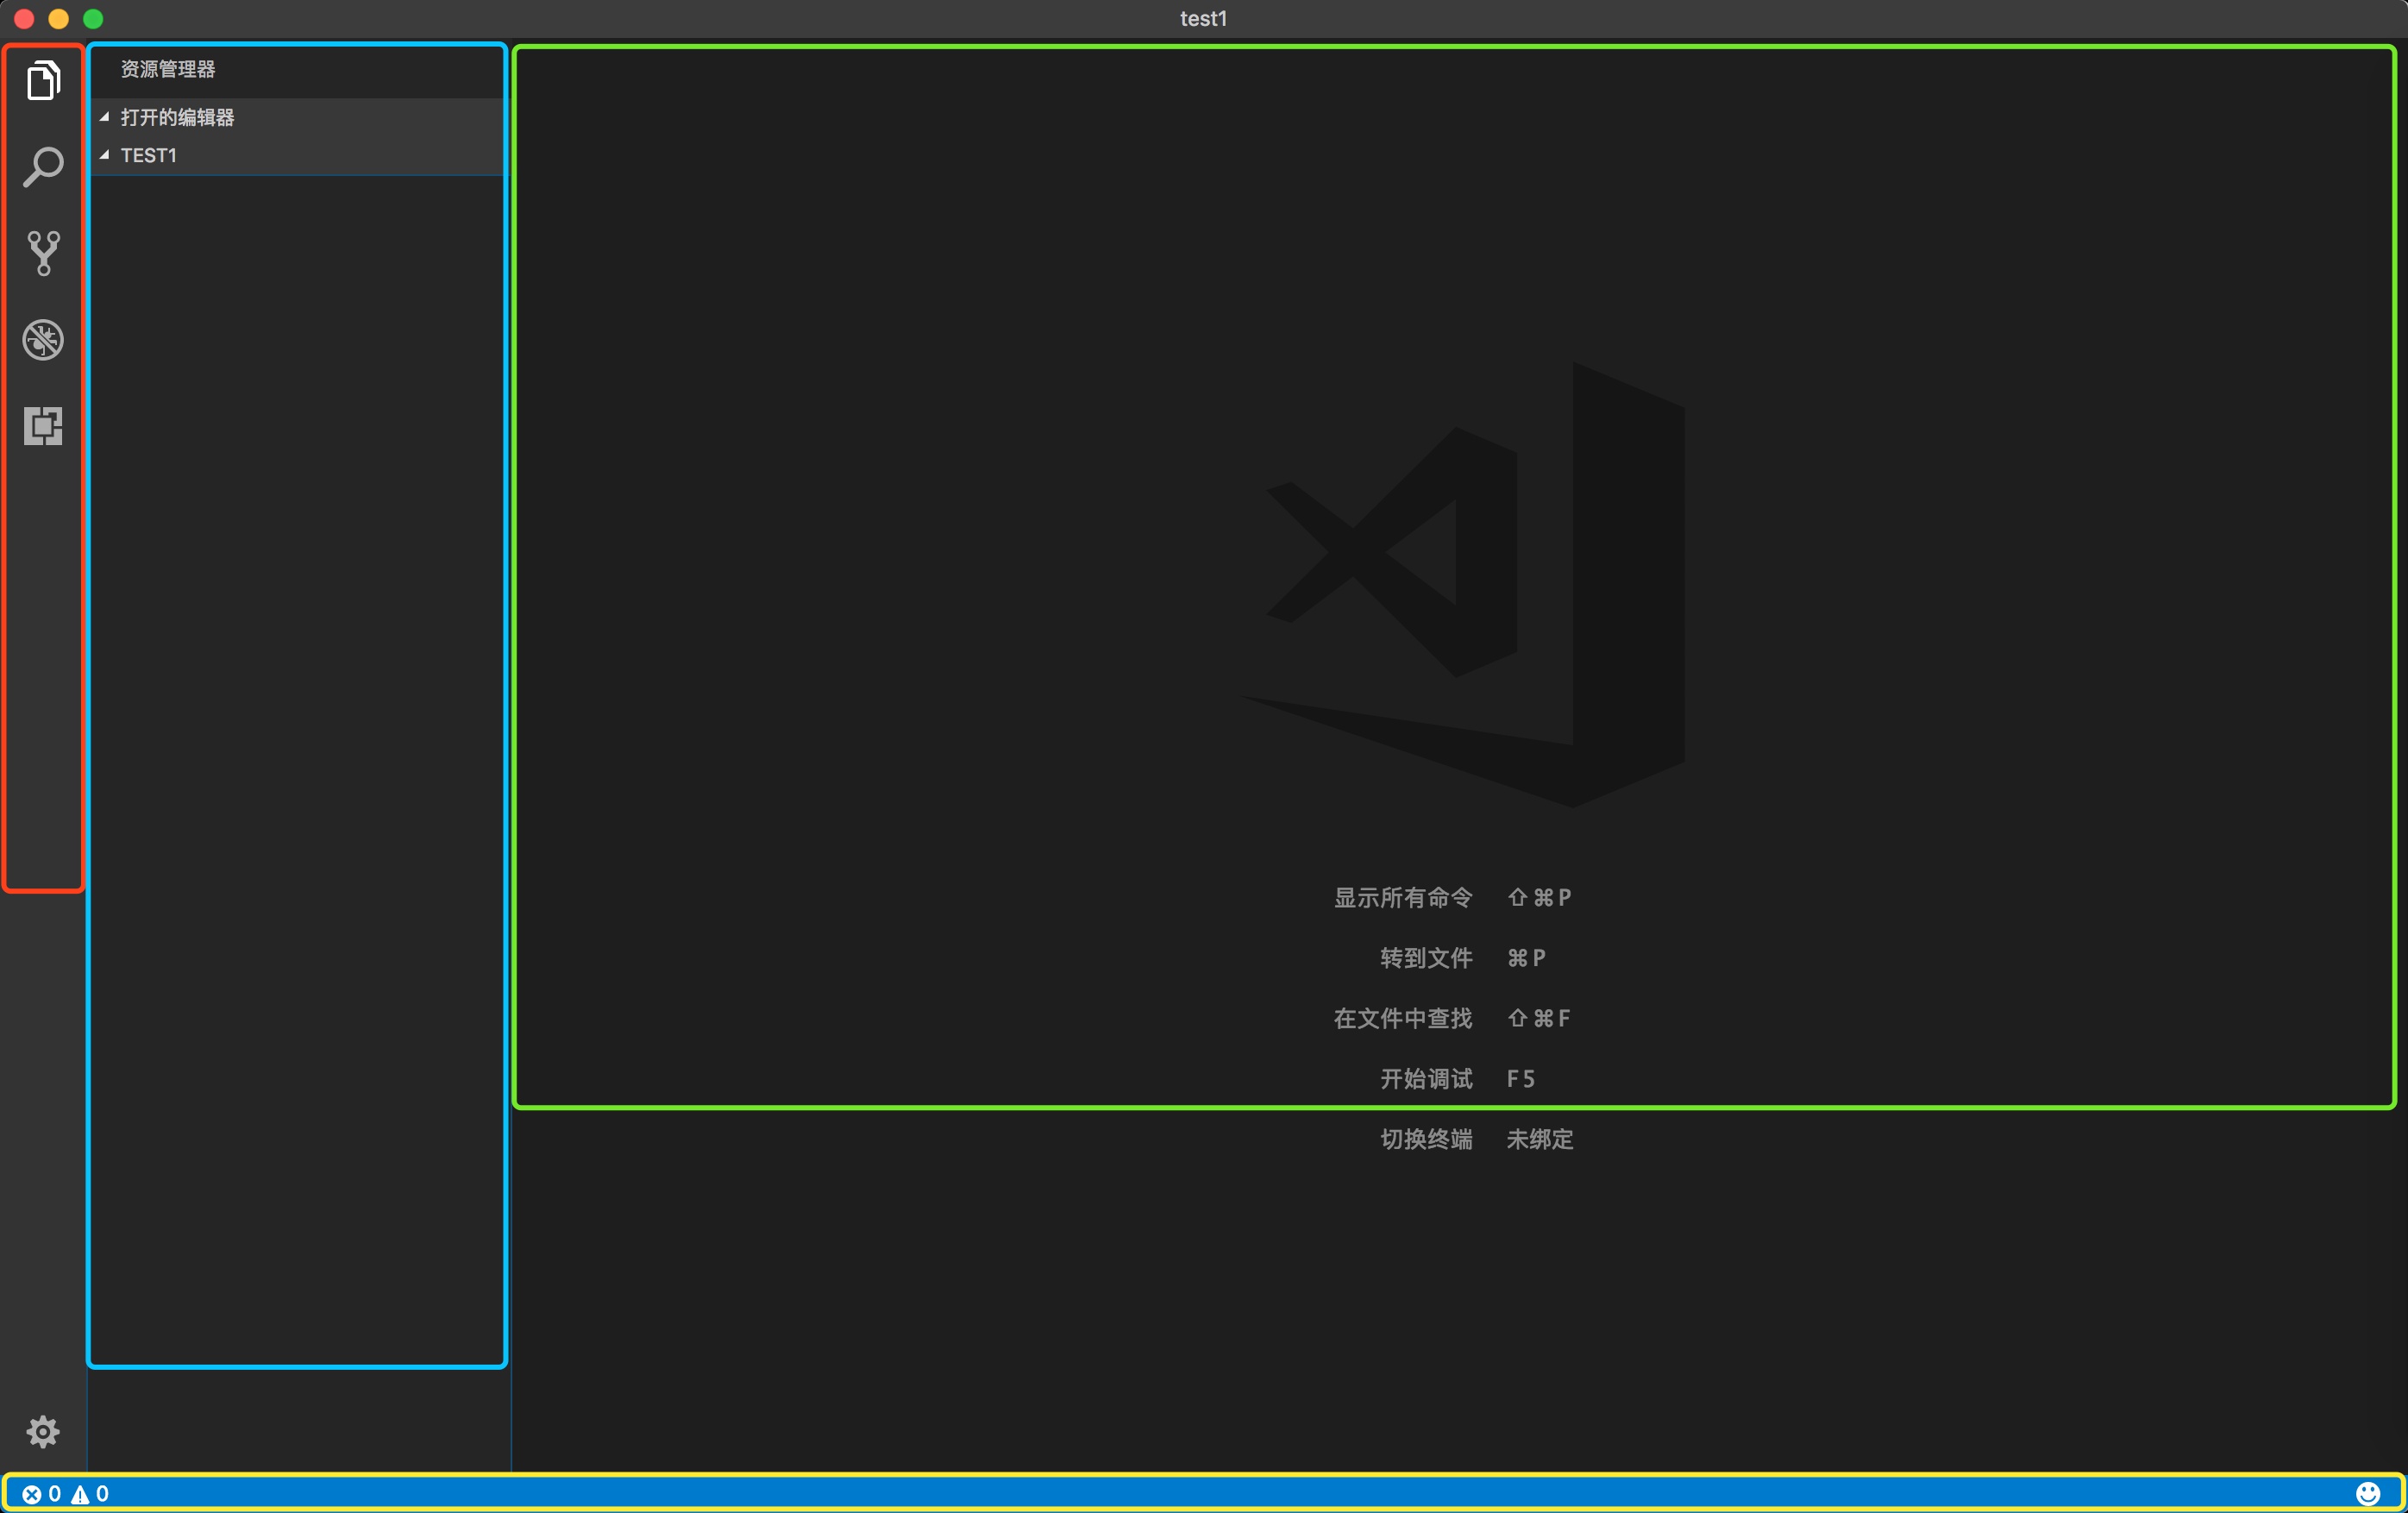 test1
资源管理器
打开的编辑器
TEST1
显示所有命令 ⇧⌘P
转到文件 ⌘P
在文件中查找 ⇧⌘F
开始调试 F5
切换终端 未绑定
0 0